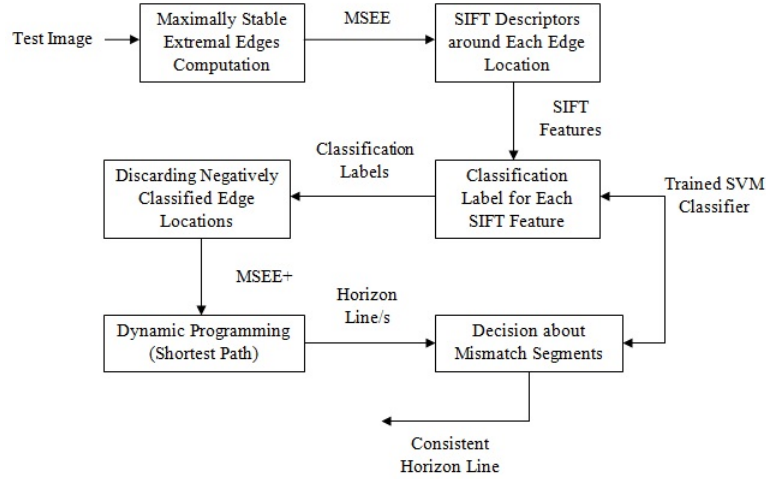 Test Image
Maximally Stable
Extremal Edges
Computation
MSEE
SIFT Descriptors
around Each Edge
Location
SIFT
Features
Classification
Labels
Discarding Negatively
Classified Edge
Locations
Classification
Label for Each
SIFT Feature
Trained SVM
Classifier
MSEE+
Horizon
Line/s
Dynamic Programming
(Shortest Path)
Decision about
Mismatch Segments
Consistent
Horizon Line